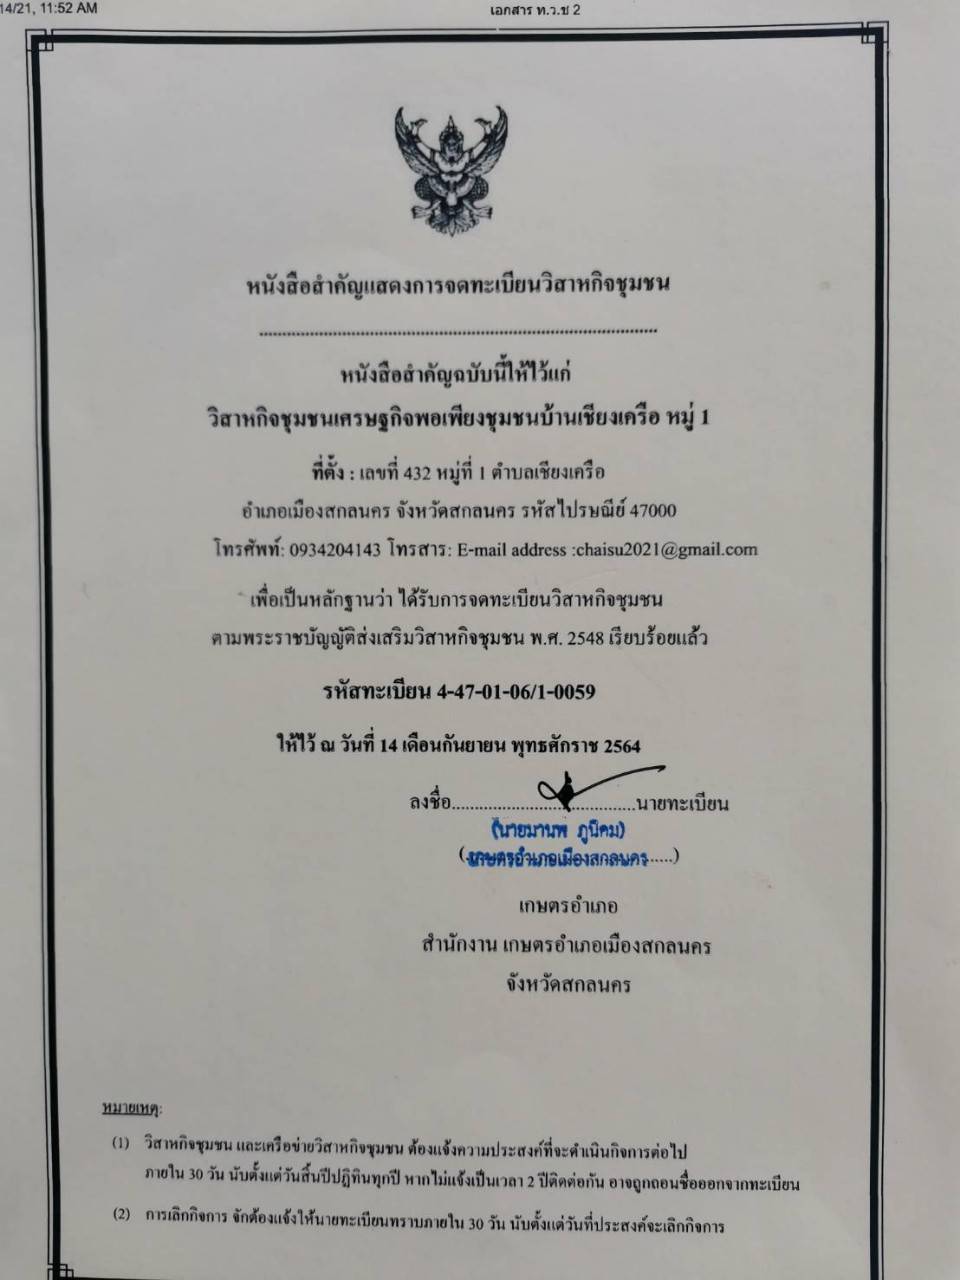 14/21, 11:52 AM
เอกสาร ท.ว.ช 2
หนังสือสำคัญแสดงการจดทะเบียนวิสาหกิจชุมชน
หนังสือสำคัญฉบับนี้ให้ไว้แก่
วิสาหกิจชุมชนเศรษฐกิจพอเพียงชุมชนบ้านเชียงเครือ หมู่ 1
ที่ตั้ง : เลขที่ 432 หมู่ที่ 1 ตำบลเชียงเครือ
อำเภอเมืองสกลนคร จังหวัดสกลนคร รหัสไปรษณีย์ 47000
โทรศัพท์: 0934204143 โทรสาร: E-mail address :chaisu2021@gmail.com
เพื่อเป็นหลักฐานว่า ได้รับการจดทะเบียนวิสาหกิจชุมชน
ตามพระราชบัญญัติส่งเสริมวิสาหกิจชุมชน พ.ศ. 2548 เรียบร้อยแล้ว
รหัสทะเบียน 4-47-01-06/1-0059
ให้ไว้ ณ วันที่ 14 เดือนกันยายน พุทธศักราช 2564
ลงชื่อ........................................นายทะเบียน
(นายมานพ ภูนิคม)
(เกษตรอำเภอเมืองสกลนคร......)
เกษตรอำเภอ
สำนักงาน เกษตรอำเภอเมืองสกลนคร
จังหวัดสกลนคร
หมายเหตุ:
(1) วิสาหกิจชุมชน และเครือข่ายวิสาหกิจชุมชน ต้องแจ้งความประสงค์ที่จะดำเนินกิจการต่อไป
ภายใน 30 วัน นับตั้งแต่วันสิ้นปีปฏิทินทุกปี หากไม่แจ้งเป็นเวลา 2 ปีติดต่อกัน อาจถูกถอนชื่อออกจากทะเบียน
(2) การเลิกกิจการ จักต้องแจ้งให้นายทะเบียนทราบภายใน 30 วัน นับตั้งแต่วันที่ประสงค์จะเลิกกิจการ